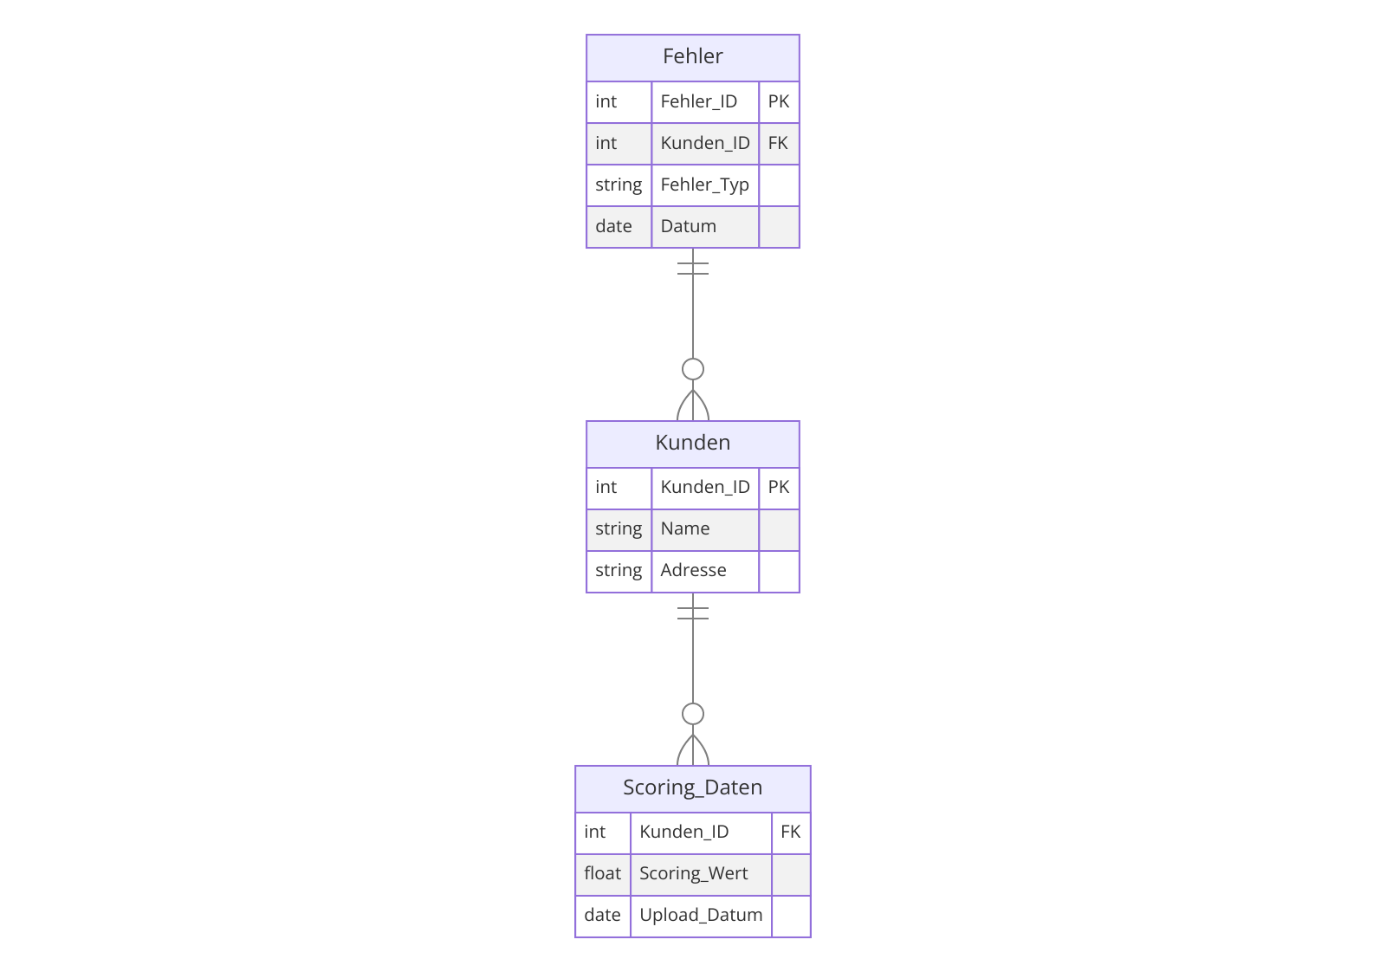 Fehler
int Fehler_ID PK
int Kunden_ID FK
string Fehler_Typ
date Datum
Kunden
int Kunden_ID PK
string Name
string Adresse
Scoring_Daten
int Kunden_ID FK
float Scoring_Wert
date Upload_Datum